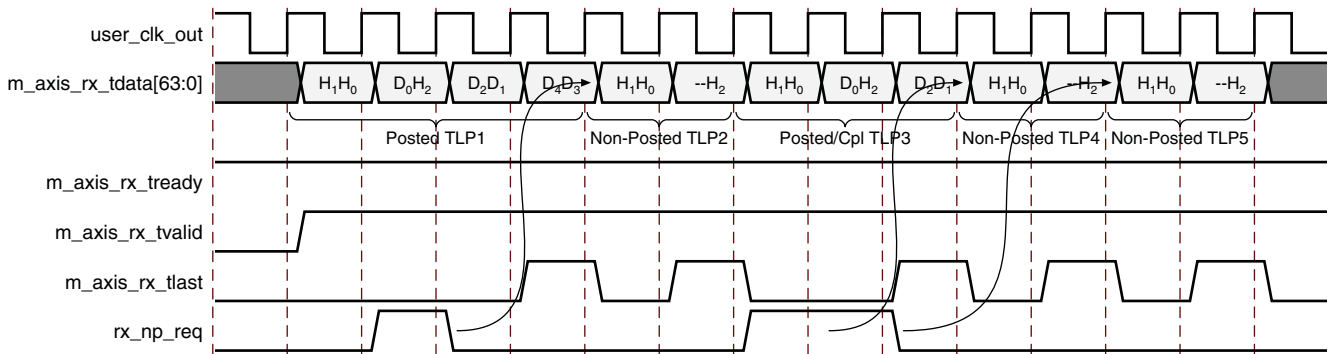 user_clk_out
m_axis_rx_tdata[63:0] H₁H₀ D₀H₂ D₂D₁ D₄D₃ H₁H₀ --H₂ H₁H₀ D₀H₂ D₂D₁ H₁H₀ --H₂ H₁H₀ --H₂
Posted TLP1 Non-Posted TLP2 Posted/Cpl TLP3 Non-Posted TLP4 Non-Posted TLP5
m_axis_rx_tready
m_axis_rx_tvalid
m_axis_rx_tlast
rx_np_req